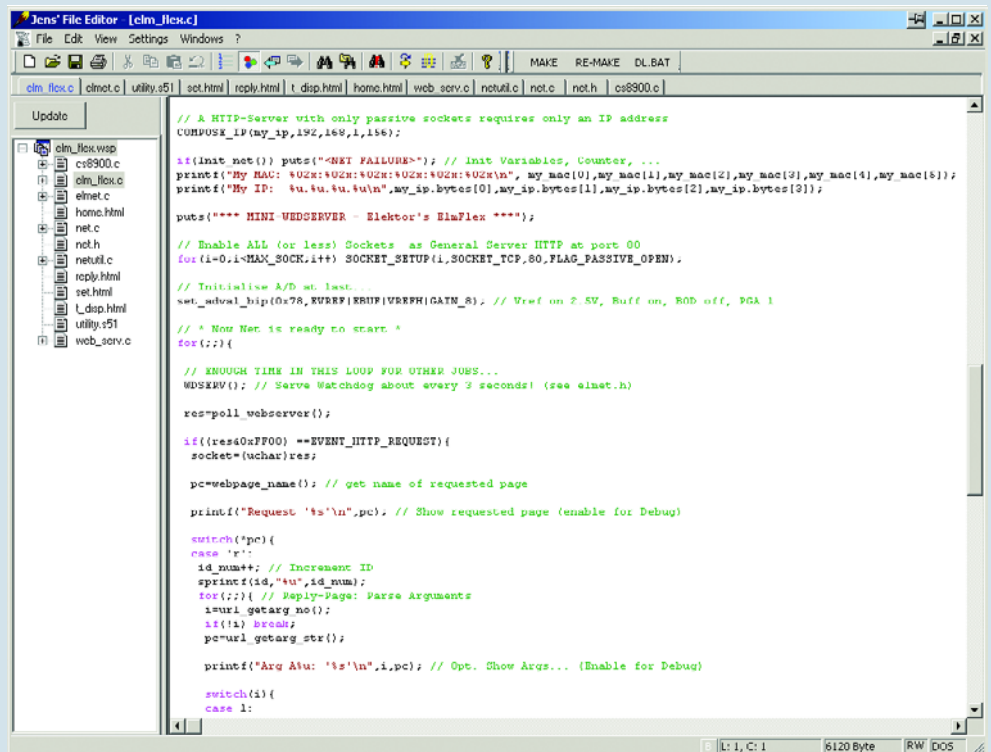 Jens' File Editor - [elm_flex.c]
File Edit View Settings Windows ?
MAKE RE-MAKE DL.BAT
elm_flex.c elmet.c utility.s51 set.html reply.html t_disp.html home.html web_serv.c netutil.c net.c net.h cs8900.c
Update
elm_flex.wsp
cs8900.c
elm_flex.c
elmet.c
home.html
net.c
net.h
netutil.c
reply.html
set.html
t_disp.html
utility.s51
web_serv.c
// A HTTP-Server with only passive sockets requires only an IP address
COMPOSE_IP(my_ip,192,168,1,156);
if(Init_net()) puts("<NET FAILURE>"); // Init Variables, Counter, ...
printf("My MAC: %02x:%02x:%02x:%02x:%02x:%02x\n", my_mac[0],my_mac[1],my_mac[2],my_mac[3],my_mac[4],my_mac[5]);
printf("My IP:  %u.%u.%u.%u\n",my_ip.bytes[0],my_ip.bytes[1],my_ip.bytes[2],my_ip.bytes[3]);
puts("*** MINI-WEBSERVER - Elektor's ElmFlex ***");
// Enable ALL (or less) Sockets as General Server HTTP at port 80
for(i=0;i<MAX_SOCK;i++) SOCKET_SETUP(i,SOCKET_TCP,80,FLAG_PASSIVE_OPEN);
// Initialise A/D at last...
set_adval_bip(0x78,EVREF|EBUF|VREFH|GAIN_8); // Vref on 2.5V, Buff on, BOD off, PGA 1
// * Now Net is ready to start *
for(;;){
// ENOUGH TIME IN THIS LOOP FOR OTHER JOBS...
WDSERV(); // Serve Watchdog about every 3 seconds! (see elnet.h)
res=poll_webserver();
if((res&0xFF00) ==EVENT_HTTP_REQUEST){
socket=(uchar)res;
pc=webpage_name(); // get name of requested page
printf("Request '%s'\n",pc); // Show requested page (enable for Debug)
switch(*pc){
case 'r':
id_num++; // Increment ID
sprintf(id,"%u",id_num);
for(;;){ // Reply-Page: Parse Arguments
i=url_getarg_no();
if(!i) break;
pc=url_getarg_str();
printf("Arg A%u: '%s'\n",i,pc); // Opt. Show Args... (Enable for Debug)
switch(i){
case 1:
L: 1, C: 1 6120 Byte RW DOS